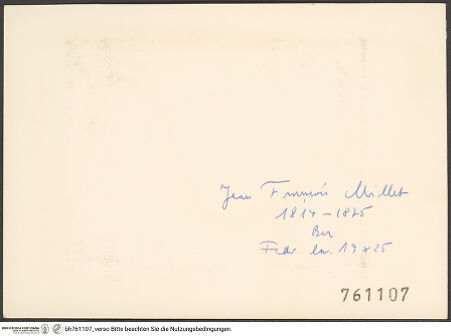 Jean François Millet
1814 - 1875
19 x 25
761107
bh761107_verso Bitte beachten Sie die Nutzungsbedingungen.